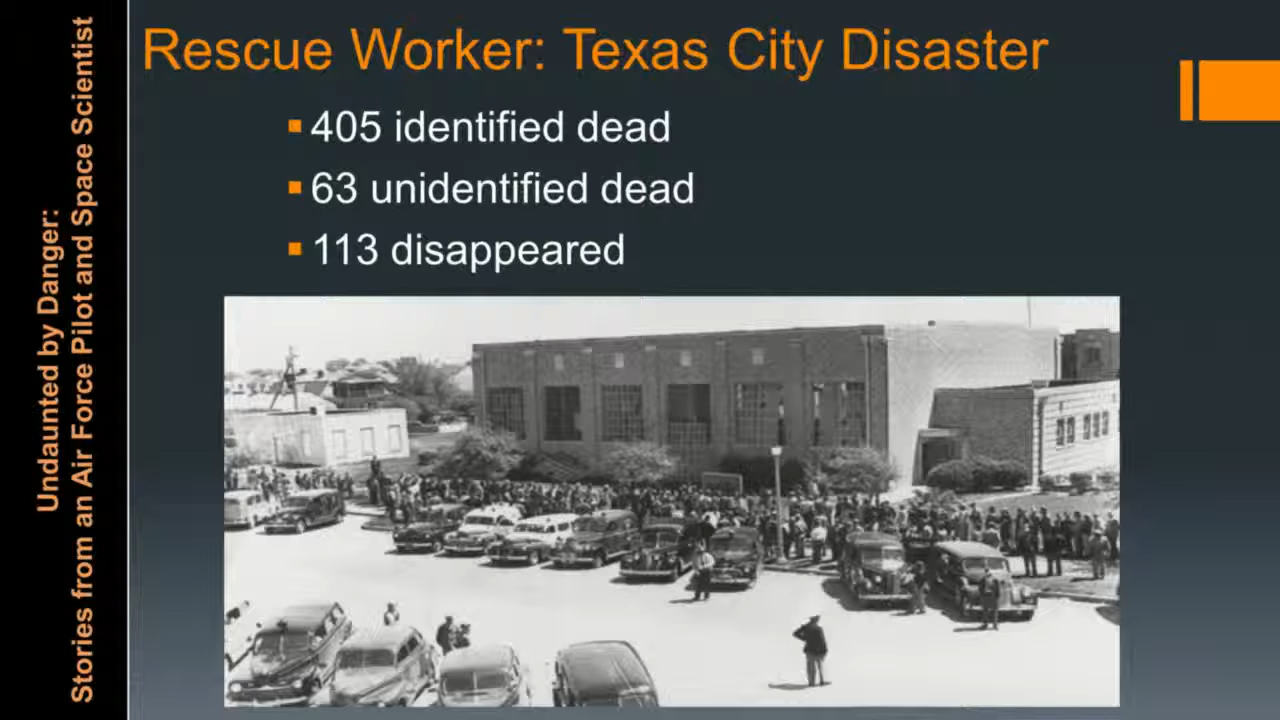 Rescue Worker: Texas City Disaster
405 identified dead
63 unidentified dead
113 disappeared
Undaunted by Danger:
Stories from an Air Force Pilot and Space Scientist